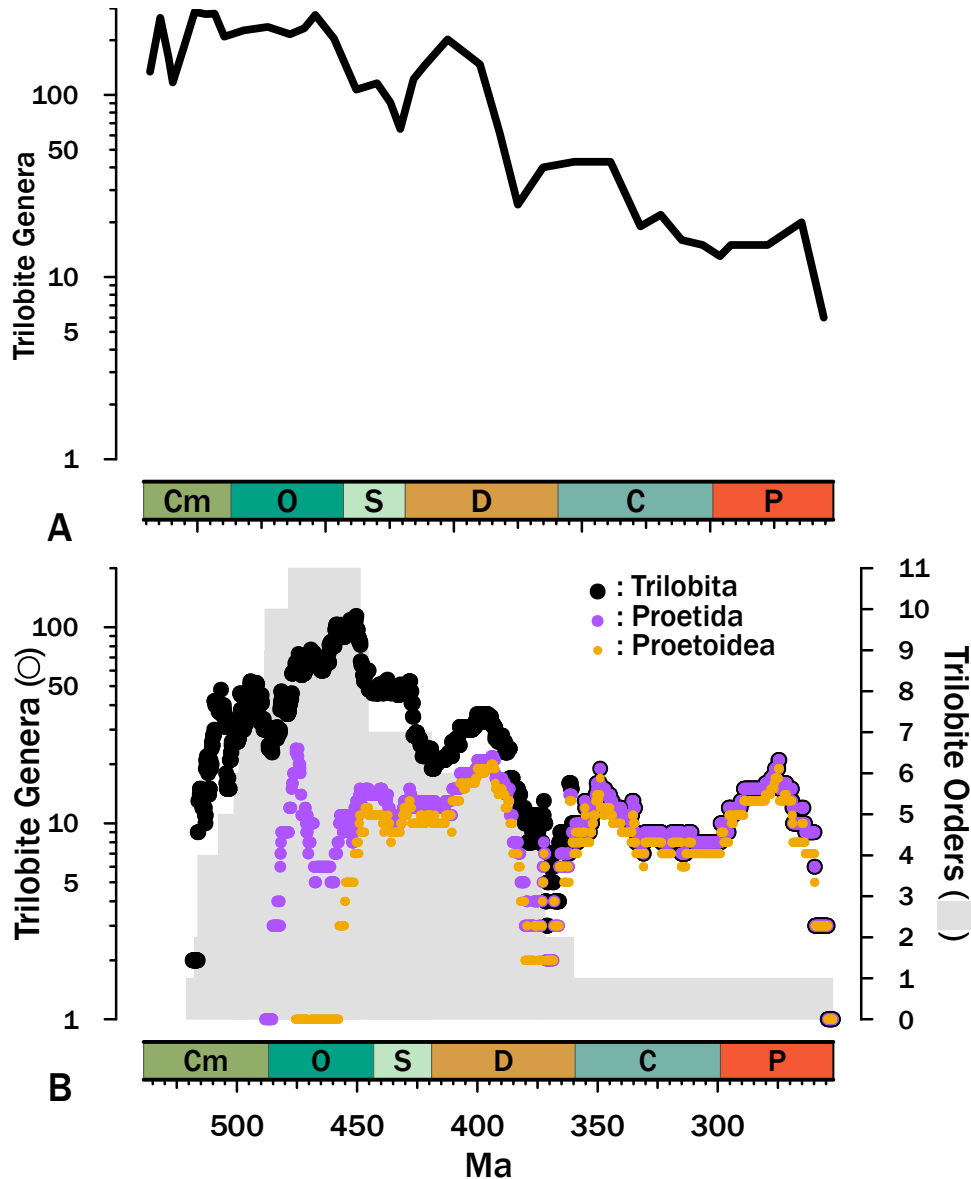 Trilobite Genera
100
50
10
5
1
Cm O S D C P
A
Trilobite Genera (○)
100
50
10
5
1
: Trilobita
: Proetida
: Proetoidea
11
10
9
8
7
6
5
4
3
2
1
0
Trilobite Orders ( )
Cm O S D C P
B
500 450 400 350 300
Ma